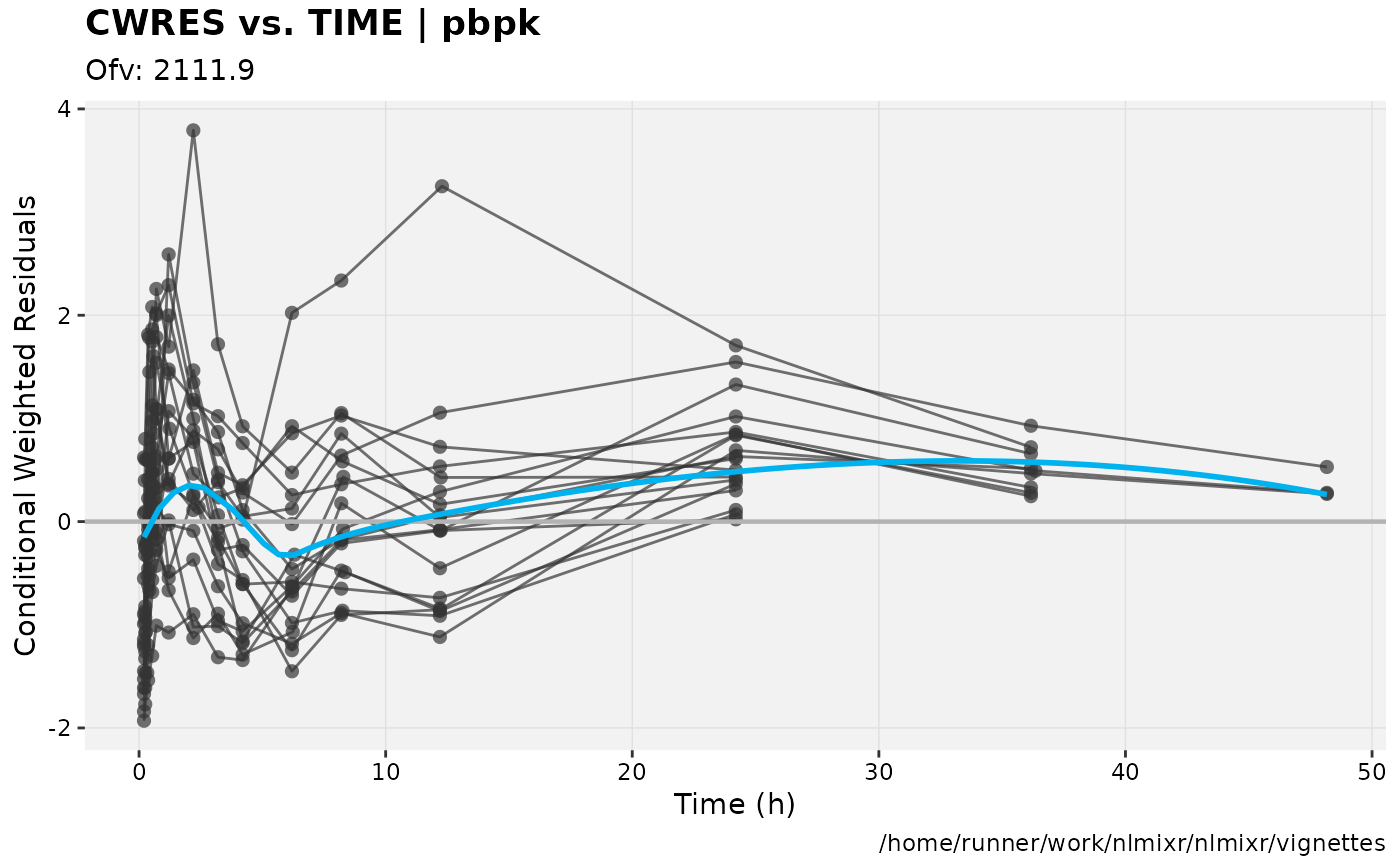 CWRES vs. TIME | pbpk
Ofv: 2111.9
Conditional Weighted Residuals
4
2
0
-2
0 10 20 30 40 50
Time (h)
/home/runner/work/nlmixr/nlmixr/vignettes